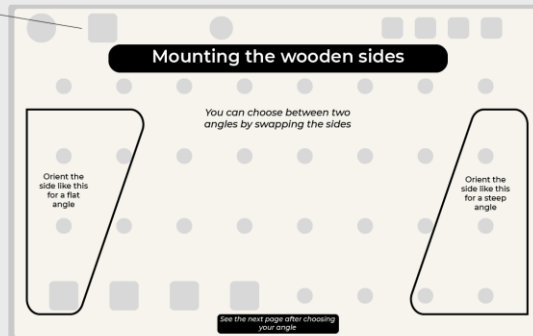 Mounting the wooden sides
You can choose between two
angles by swapping the sides
Orient the
side like this
for a flat
angle
Orient the
side like this
for a steep
angle
See the next page after choosing
your angle